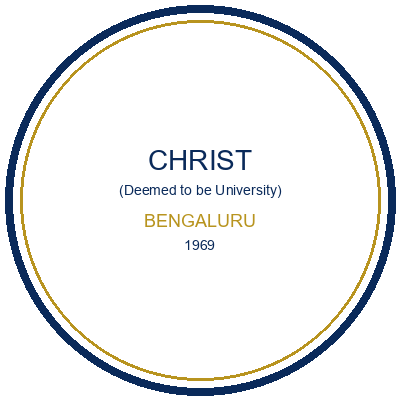 CHRIST
(Deemed to be University)
BENGALURU
1969